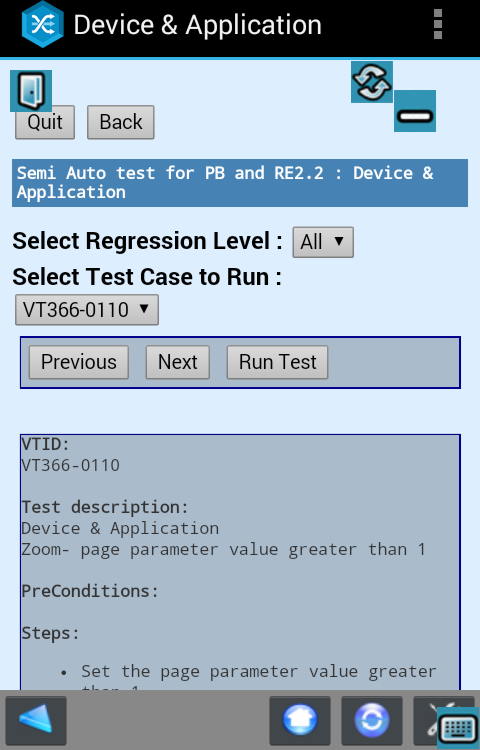 Device & Application
Quit Back
Semi Auto test for PB and RE2.2 : Device &
Application
Select Regression Level : All
Select Test Case to Run :
VT366-0110
Previous Next Run Test
VTID:
VT366-0110
Test description:
Device & Application
Zoom- page parameter value greater than 1
PreConditions:
Steps:
• Set the page parameter value greater
than 1